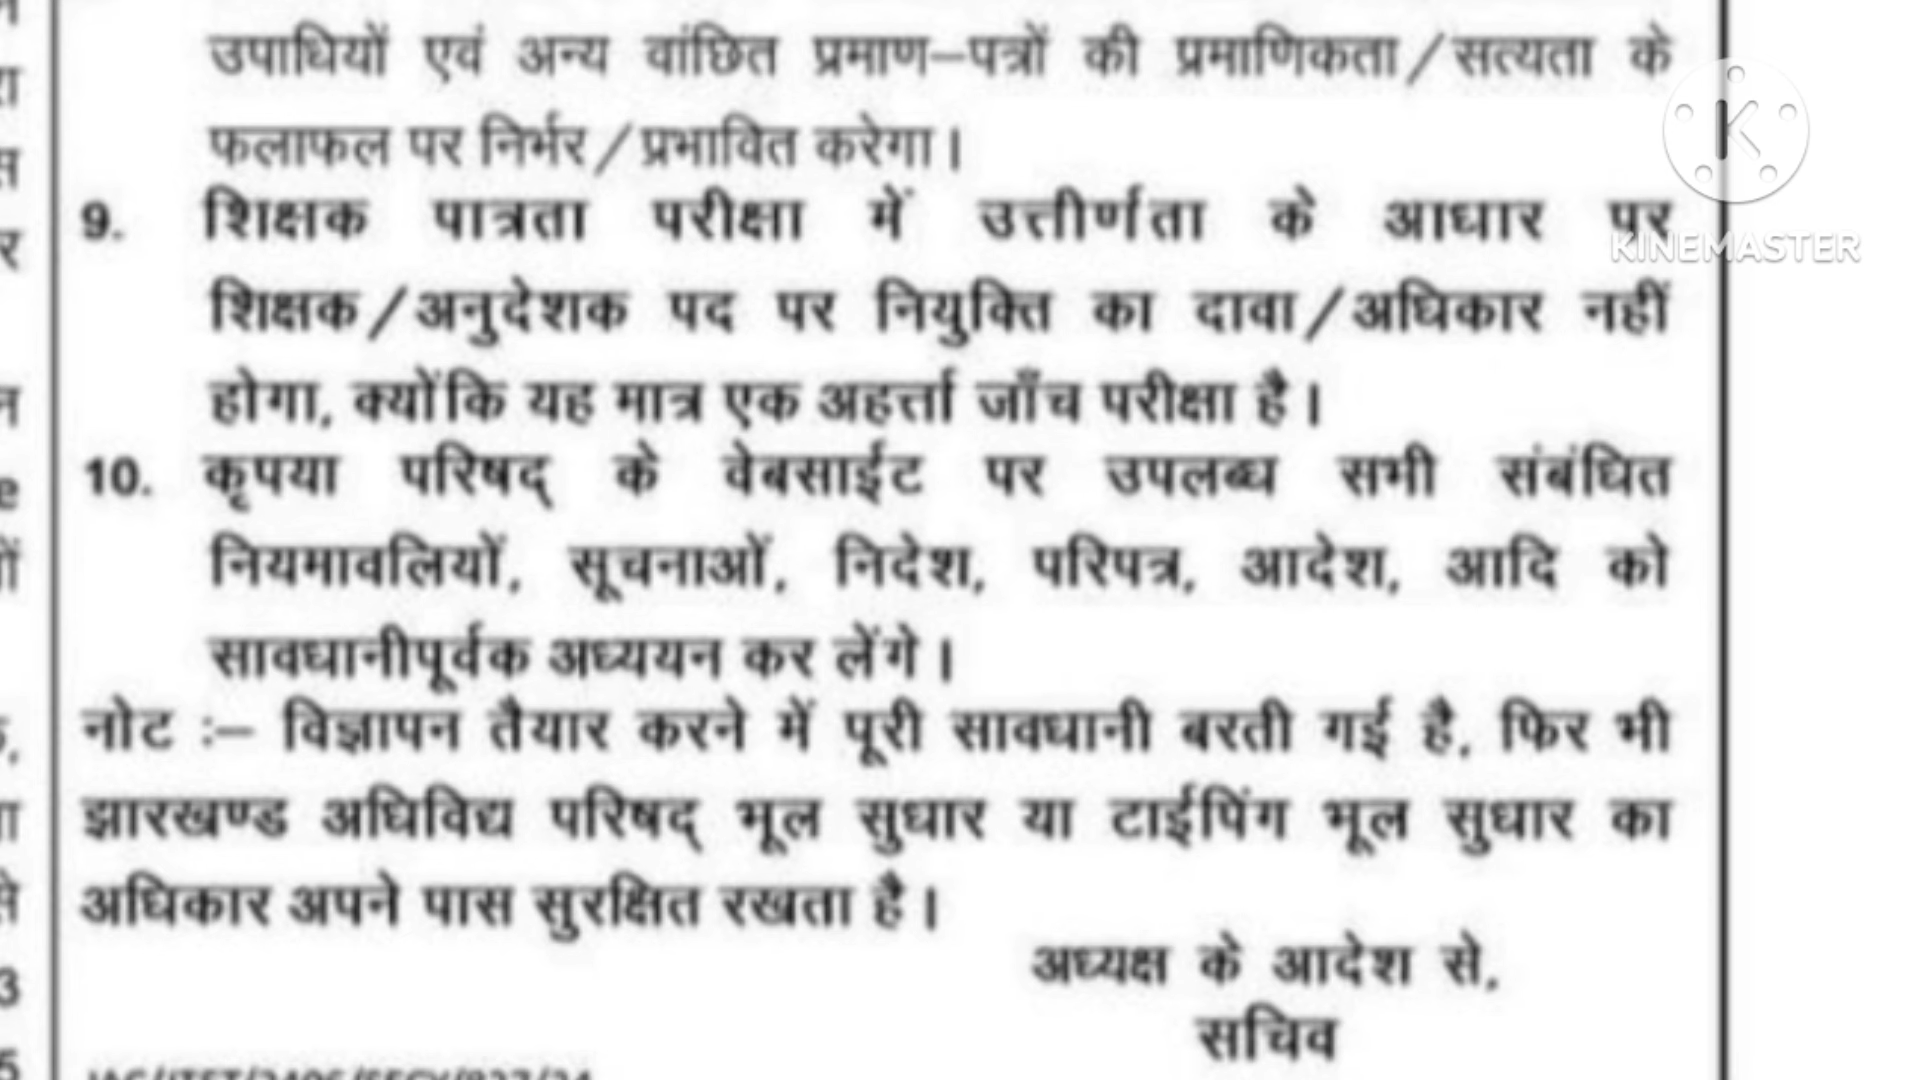 उपाधियों एवं अन्य वांछित प्रमाण–पत्रों की प्रमाणिकता/सत्यता के
फलाफल पर निर्भर/प्रभावित करेगा।
9. शिक्षक पात्रता परीक्षा में उत्तीर्णता के आधार पर
शिक्षक/अनुदेशक पद पर नियुक्ति का दावा/अधिकार नहीं
होगा, क्योंकि यह मात्र एक अहर्त्ता जाँच परीक्षा है।
10. कृपया परिषद् के वेबसाईट पर उपलब्ध सभी संबंधित
नियमावलियों, सूचनाओं, निदेश, परिपत्र, आदेश, आदि को
सावधानीपूर्वक अध्ययन कर लेंगे।
नोट :– विज्ञापन तैयार करने में पूरी सावधानी बरती गई है, फिर भी
झारखण्ड अधिविद्य परिषद् भूल सुधार या टाईपिंग भूल सुधार का
अधिकार अपने पास सुरक्षित रखता है।
अध्यक्ष के आदेश से,
सचिव
KINEMASTER